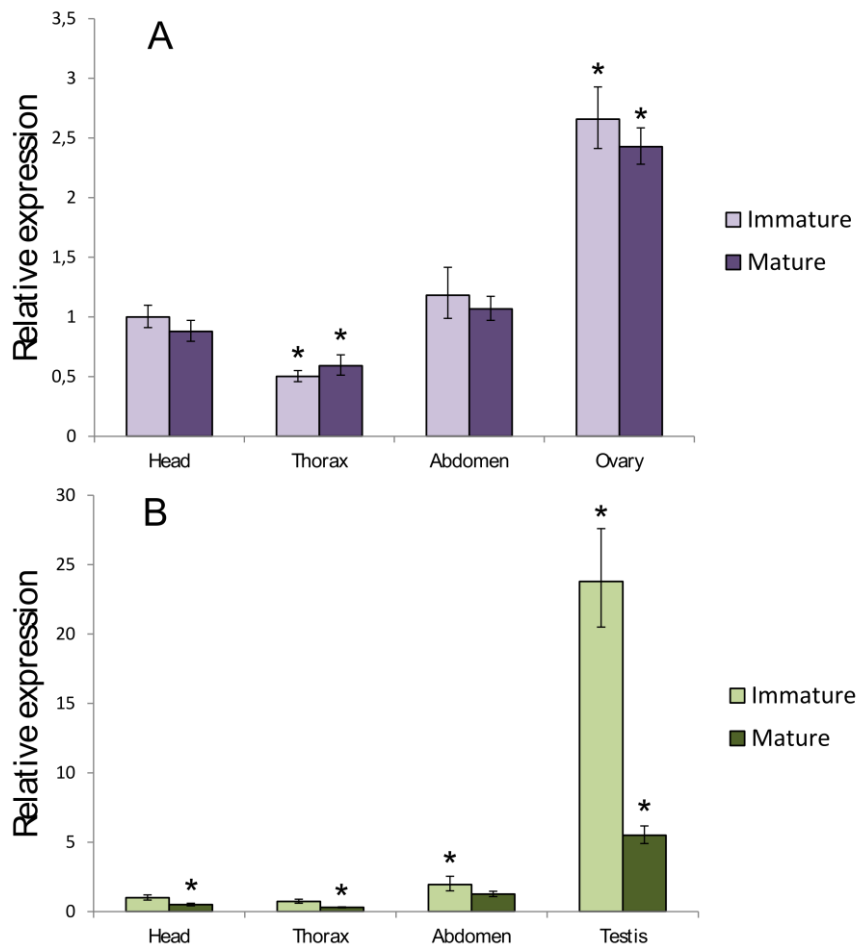 A
3,5
3
2,5
2
1,5
1
0,5
0
Relative expression
* * * *
Head Thorax Abdomen Ovary
Immature
Mature
B
30
25
20
15
10
5
0
Relative expression
* * * * *
Head Thorax Abdomen Testis
Immature
Mature